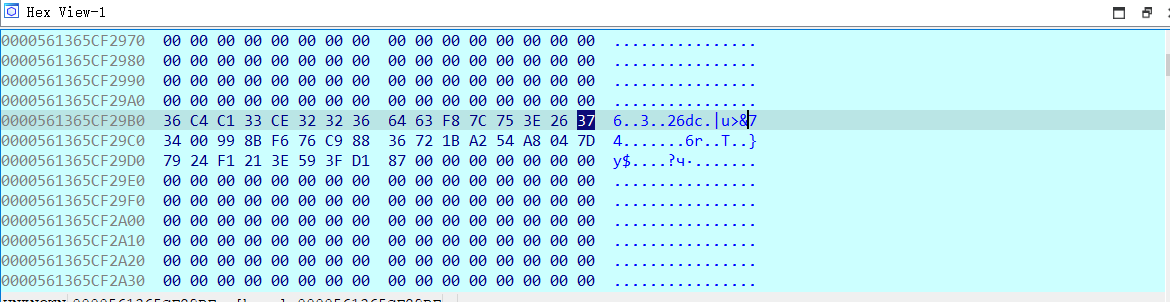 Hex View-1
0000561365CF2970 00 00 00 00 00 00 00 00 00 00 00 00 00 00 00 00 ................
0000561365CF2980 00 00 00 00 00 00 00 00 00 00 00 00 00 00 00 00 ................
0000561365CF2990 00 00 00 00 00 00 00 00 00 00 00 00 00 00 00 00 ................
0000561365CF29A0 00 00 00 00 00 00 00 00 00 00 00 00 00 00 00 00 ................
0000561365CF29B0 36 C4 C1 33 CE 32 32 36 64 63 F8 7C 75 3E 26 37 6..3..26dc.|u>&7
0000561365CF29C0 34 00 99 8B F6 76 C9 88 36 72 1B A2 54 A8 04 7D 4.......6r..T..}
0000561365CF29D0 79 24 F1 21 3E 59 3F D1 87 00 00 00 00 00 00 00 y$....?ч·.......
0000561365CF29E0 00 00 00 00 00 00 00 00 00 00 00 00 00 00 00 00 ................
0000561365CF29F0 00 00 00 00 00 00 00 00 00 00 00 00 00 00 00 00 ................
0000561365CF2A00 00 00 00 00 00 00 00 00 00 00 00 00 00 00 00 00 ................
0000561365CF2A10 00 00 00 00 00 00 00 00 00 00 00 00 00 00 00 00 ................
0000561365CF2A20 00 00 00 00 00 00 00 00 00 00 00 00 00 00 00 00 ................
0000561365CF2A30 00 00 00 00 00 00 00 00 00 00 00 00 00 00 00 00 ................